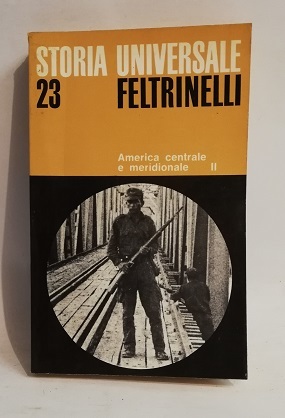 STORIA UNIVERSALE
23 FELTRINELLI
America centrale
e meridionale II